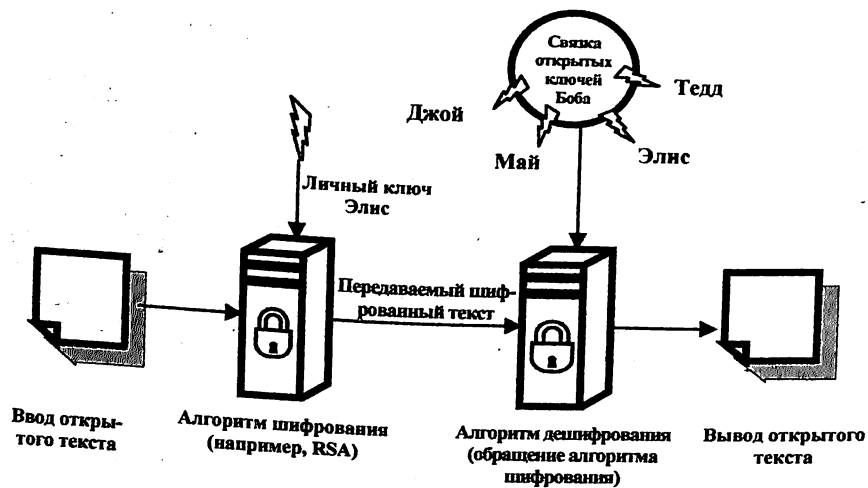 Связка
открытых
ключей
Боба
Тедд
Джой
Май
Элис
Личный ключ
Элис
Передаваемый шиф-
рованный текст
Ввод откры-
того текста
Алгоритм шифрования
(например, RSA)
Алгоритм дешифрования
(обращение алгоритма
шифрования)
Вывод открытого
текста